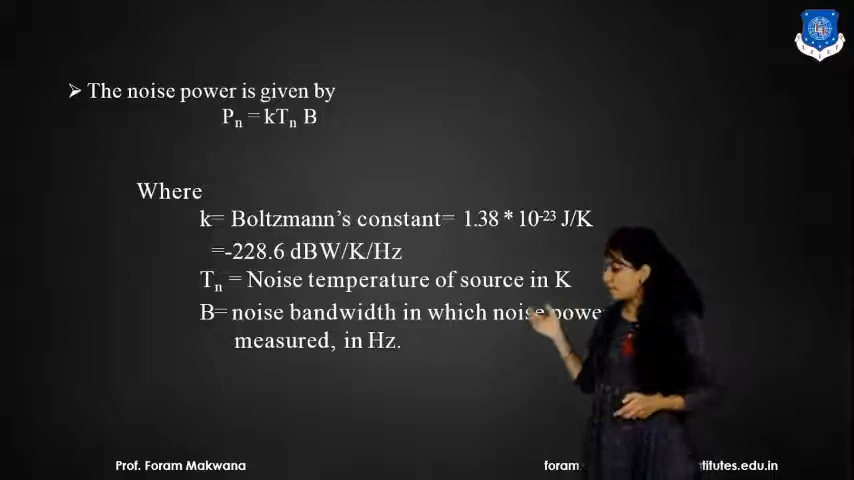 ➢ The noise power is given by
Pn = kTn B
Where
k= Boltzmann's constant= 1.38 * 10-23 J/K
=-228.6 dBW/K/Hz
Tn = Noise temperature of source in K
B= noise bandwidth in which noise powe
measured, in Hz.
Prof. Foram Makwana
foram titutes.edu.in